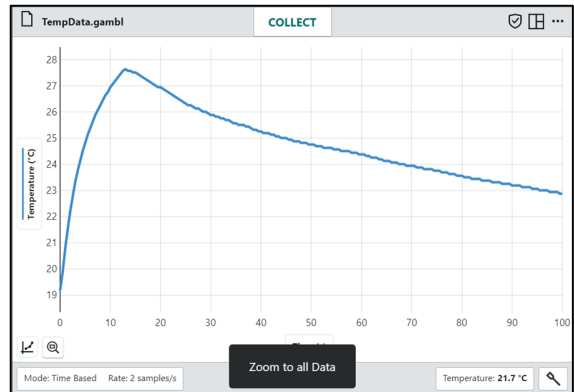 TempData.gambl
COLLECT
28
27
26
25
24
23
22
21
20
19
Temperature (°C)
0 10 20 30 40 50 60 70 80 90 100
Zoom to all Data
Mode: Time Based Rate: 2 samples/s
Temperature: 21.7 °C